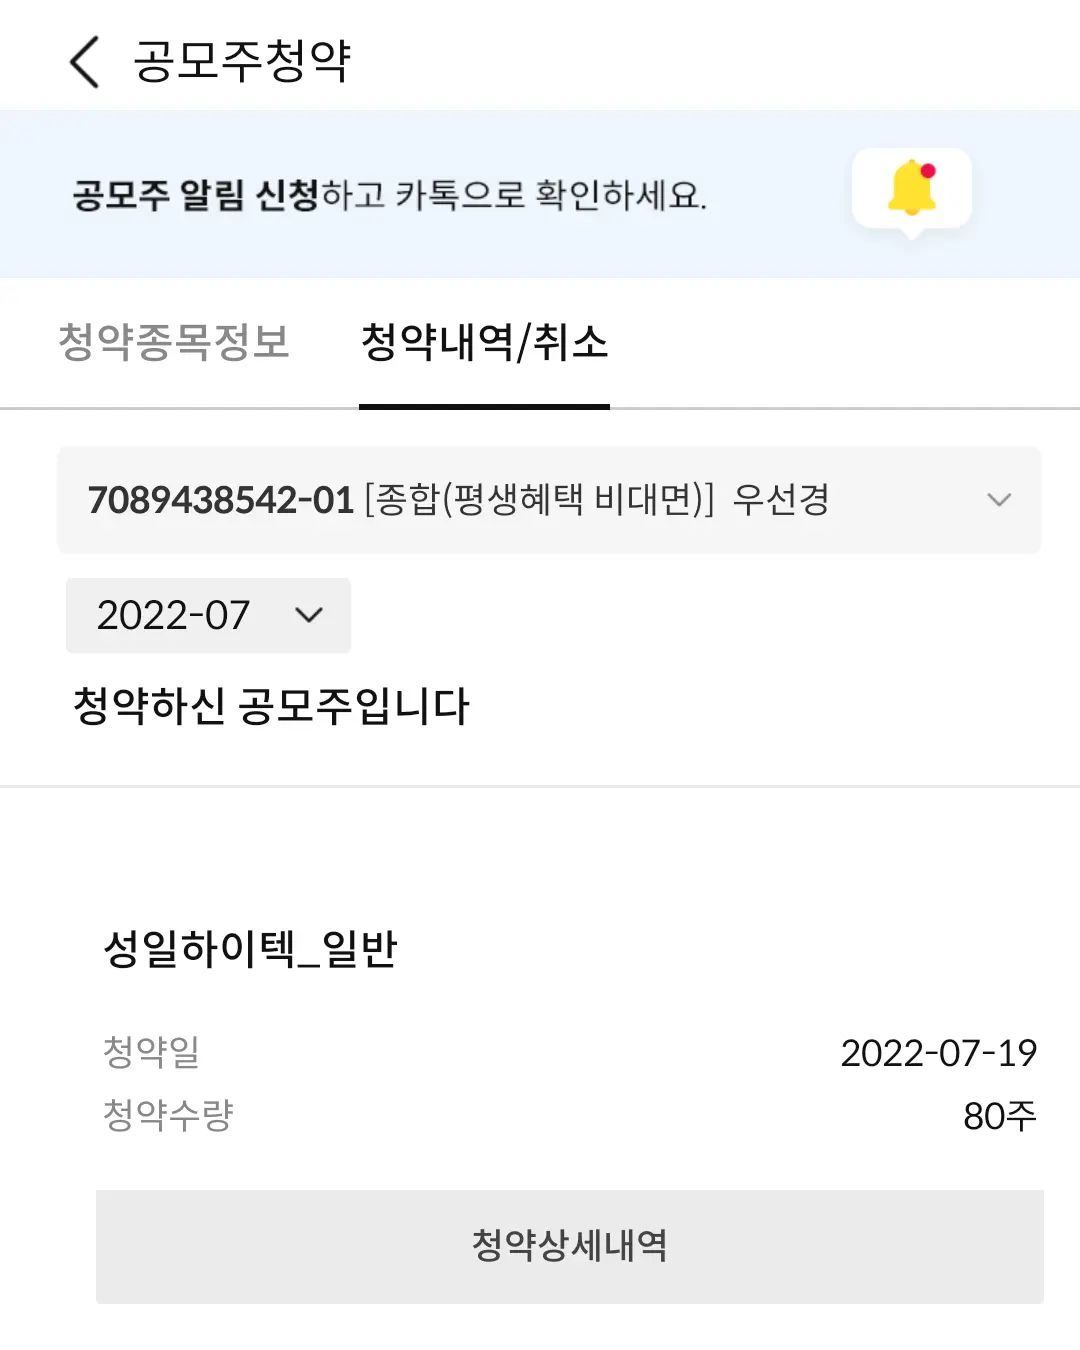 공모주청약
공모주 알림 신청하고 카톡으로 확인하세요.
청약종목정보 청약내역/취소
7089438542-01 [종합(평생혜택 비대면)] 우선경
2022-07
청약하신 공모주입니다
성일하이텍_일반
청약일 2022-07-19
청약수량 80주
청약상세내역